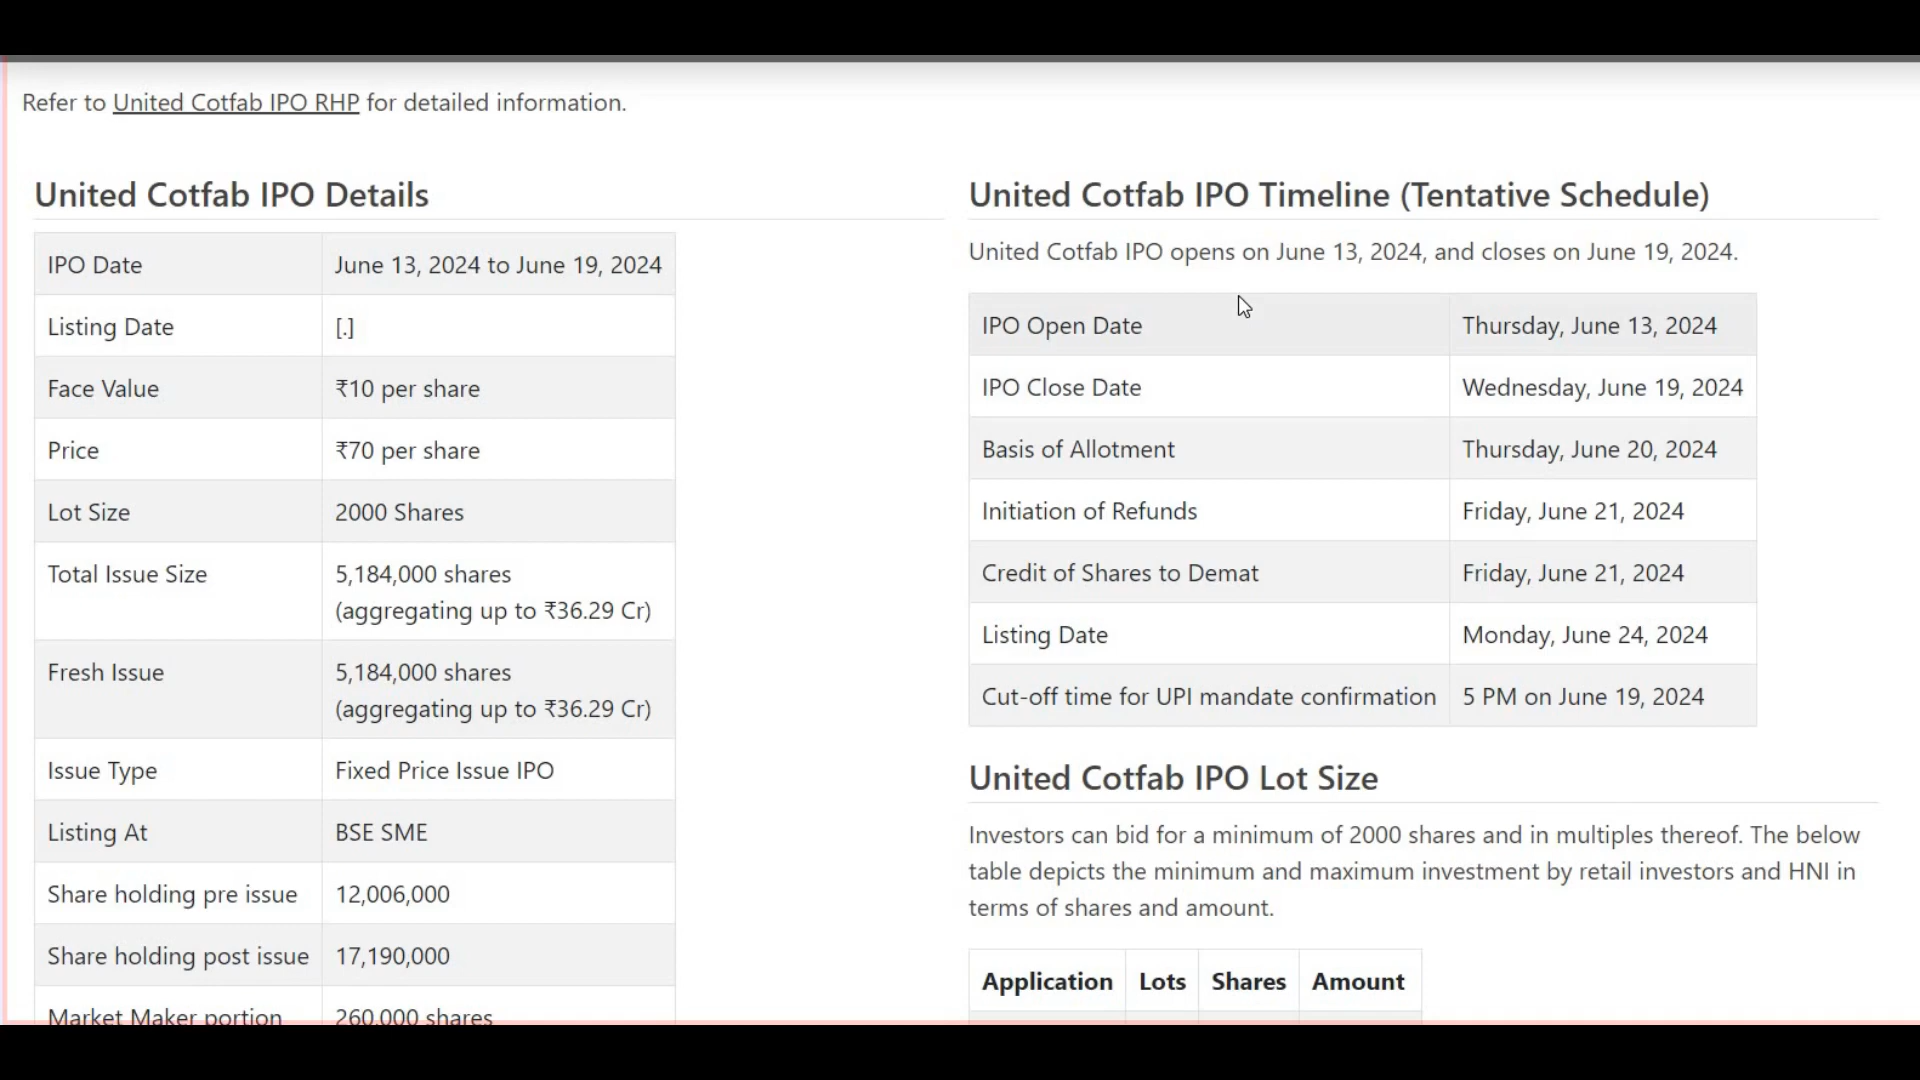 Refer to United Cotfab IPO RHP for detailed information.
United Cotfab IPO Details
IPO Date June 13, 2024 to June 19, 2024
Listing Date [.]
Face Value ₹10 per share
Price ₹70 per share
Lot Size 2000 Shares
Total Issue Size 5,184,000 shares
(aggregating up to ₹36.29 Cr)
Fresh Issue 5,184,000 shares
(aggregating up to ₹36.29 Cr)
Issue Type Fixed Price Issue IPO
Listing At BSE SME
Share holding pre issue 12,006,000
Share holding post issue 17,190,000
Market Maker portion 260,000 shares
United Cotfab IPO Timeline (Tentative Schedule)
United Cotfab IPO opens on June 13, 2024, and closes on June 19, 2024.
IPO Open Date Thursday, June 13, 2024
IPO Close Date Wednesday, June 19, 2024
Basis of Allotment Thursday, June 20, 2024
Initiation of Refunds Friday, June 21, 2024
Credit of Shares to Demat Friday, June 21, 2024
Listing Date Monday, June 24, 2024
Cut-off time for UPI mandate confirmation 5 PM on June 19, 2024
United Cotfab IPO Lot Size
Investors can bid for a minimum of 2000 shares and in multiples thereof. The below
table depicts the minimum and maximum investment by retail investors and HNI in
terms of shares and amount.
Application Lots Shares Amount